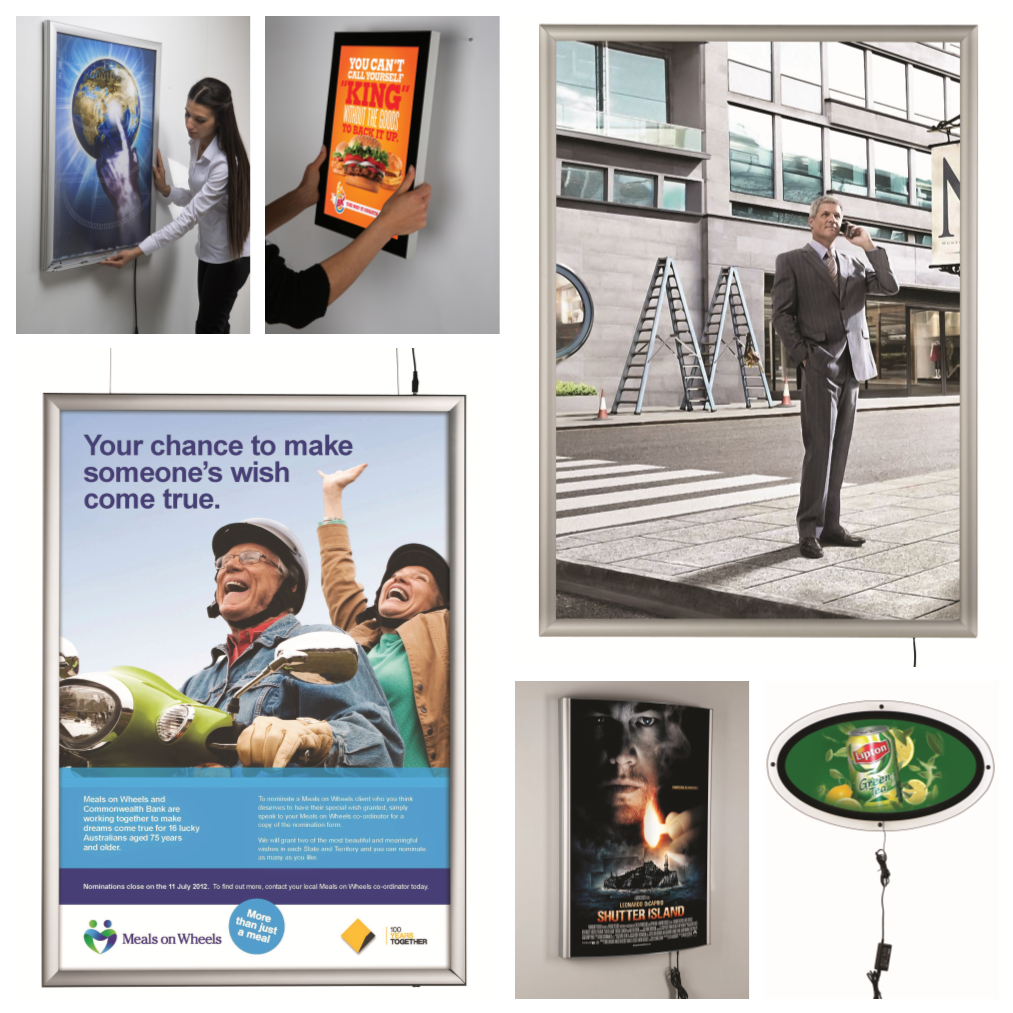 YOU CAN'T
CALL YOURSELF
"KING"
WITHOUT THE GOODS
TO BACK IT UP.
N
Your chance to make
someone's wish
come true.
Meals on Wheels and
Commonwealth Bank are
working together to make
dreams come true for 16 lucky
Australians aged 75 years
and older.
To nominate a Meals on Wheels client who you think
deserves to have their special wish granted, simply
speak to your Meals on Wheels co-ordinator for a
copy of the nomination form.
We will grant two of the most beautiful and meaningful
wishes in each State and Territory and you can nominate
as many as you like.
Nominations close on the 11 July 2012. To find out more, contact your local Meals on Wheels co-ordinator today.
Meals on Wheels
More
than just
a meal
100
YEARS
TOGETHER
LEONARDO DiCAPRIO
SHUTTER ISLAND
Lipton
Green
tea